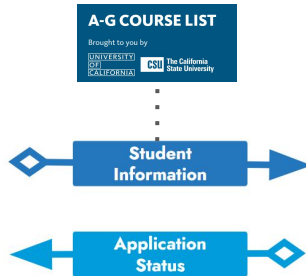 A-G COURSE LIST
Brought to you by
UNIVERSITY
OF
CALIFORNIA
CSU
The California
State University
Student
Information
Application
Status